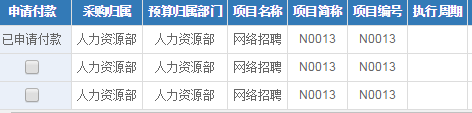 申请付款 采购归属 预算归属部门 项目名称 项目简称 项目编号 执行周期
已申请付款 人力资源部 人力资源部 网络招聘 N0013 N0013
人力资源部 人力资源部 网络招聘 N0013 N0013
人力资源部 人力资源部 网络招聘 N0013 N0013